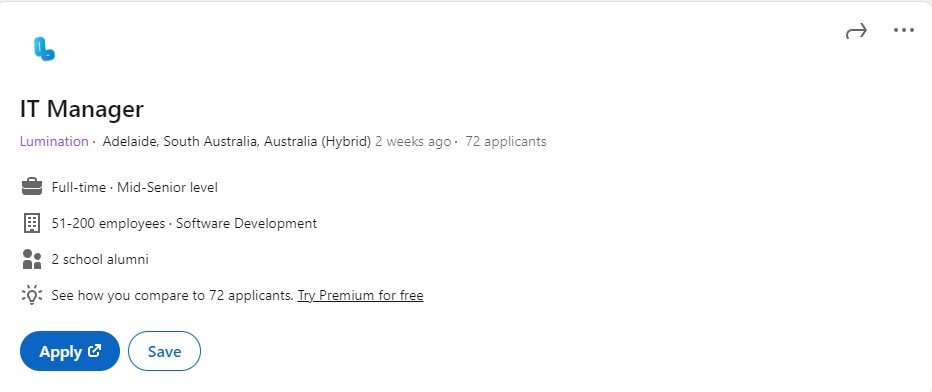 IT Manager
Lumination · Adelaide, South Australia, Australia (Hybrid) 2 weeks ago · 72 applicants
Full-time · Mid-Senior level
51-200 employees · Software Development
2 school alumni
See how you compare to 72 applicants. Try Premium for free
Apply Save